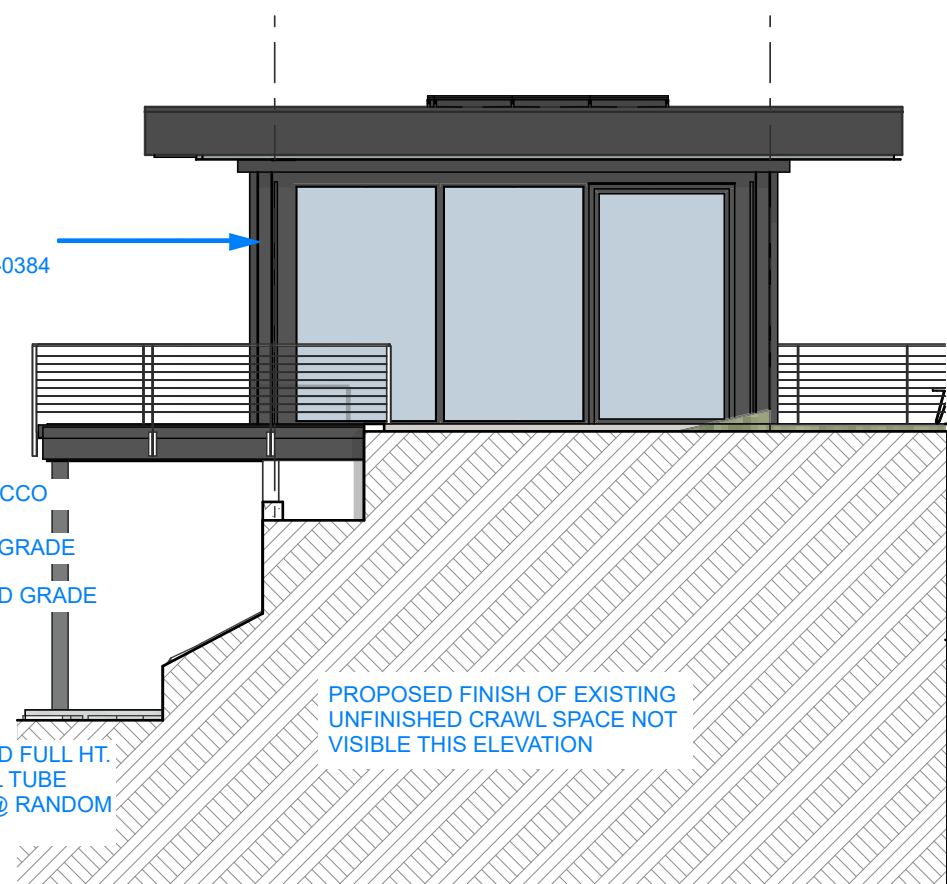 0384
CCO
GRADE
D GRADE
PROPOSED FINISH OF EXISTING
UNFINISHED CRAWL SPACE NOT
VISIBLE THIS ELEVATION
D FULL HT.
L TUBE
@ RANDOM